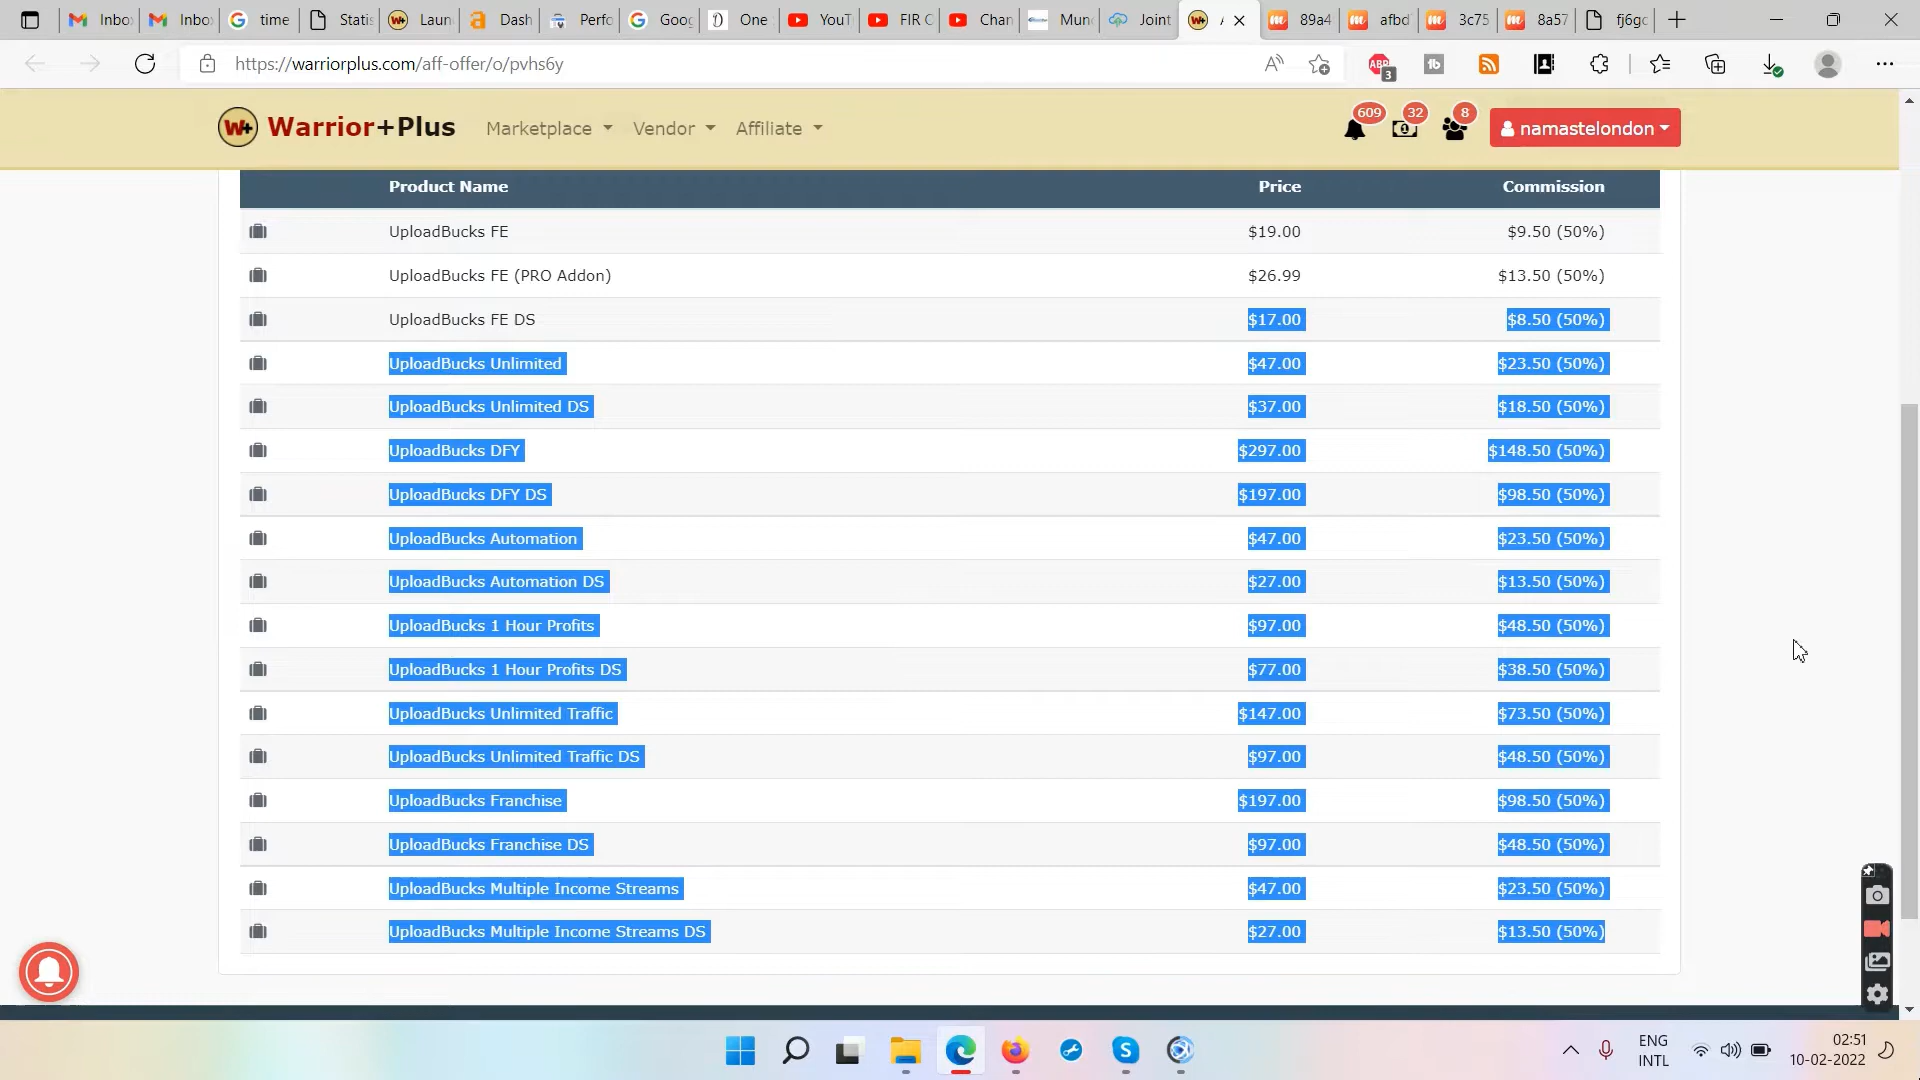 Inbo
Inbo
time
Statis
Laun
Dash
Perfo
Goog
One
YouT
FIR C
Chan
Mun
Joint
89a4
afbd
3c75
8a57
fj6gc
https://warriorplus.com/aff-offer/o/pvhs6y
ABP
3
tb
W+ Warrior+Plus Marketplace Vendor Affiliate 609 32 8 namastelondon
Product Name Price Commission
UploadBucks FE $19.00 $9.50 (50%)
UploadBucks FE (PRO Addon) $26.99 $13.50 (50%)
UploadBucks FE DS $17.00 $8.50 (50%)
UploadBucks Unlimited $47.00 $23.50 (50%)
UploadBucks Unlimited DS $37.00 $18.50 (50%)
UploadBucks DFY $297.00 $148.50 (50%)
UploadBucks DFY DS $197.00 $98.50 (50%)
UploadBucks Automation $47.00 $23.50 (50%)
UploadBucks Automation DS $27.00 $13.50 (50%)
UploadBucks 1 Hour Profits $97.00 $48.50 (50%)
UploadBucks 1 Hour Profits DS $77.00 $38.50 (50%)
UploadBucks Unlimited Traffic $147.00 $73.50 (50%)
UploadBucks Unlimited Traffic DS $97.00 $48.50 (50%)
UploadBucks Franchise $197.00 $98.50 (50%)
UploadBucks Franchise DS $97.00 $48.50 (50%)
UploadBucks Multiple Income Streams $47.00 $23.50 (50%)
UploadBucks Multiple Income Streams DS $27.00 $13.50 (50%)
ENG 02:51
INTL 10-02-2022